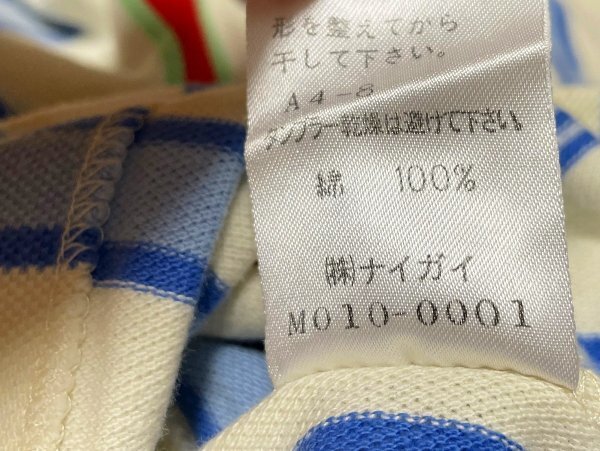 形を整えてから
干して下さい。
A4-8
タンブラー乾燥は避けて下さい。
綿 100%
㈱ナイガイ
M010-0001